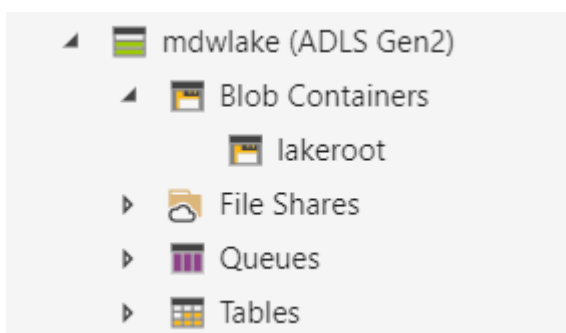 mdwlake (ADLS Gen2)
Blob Containers
lakeroot
File Shares
Queues
Tables